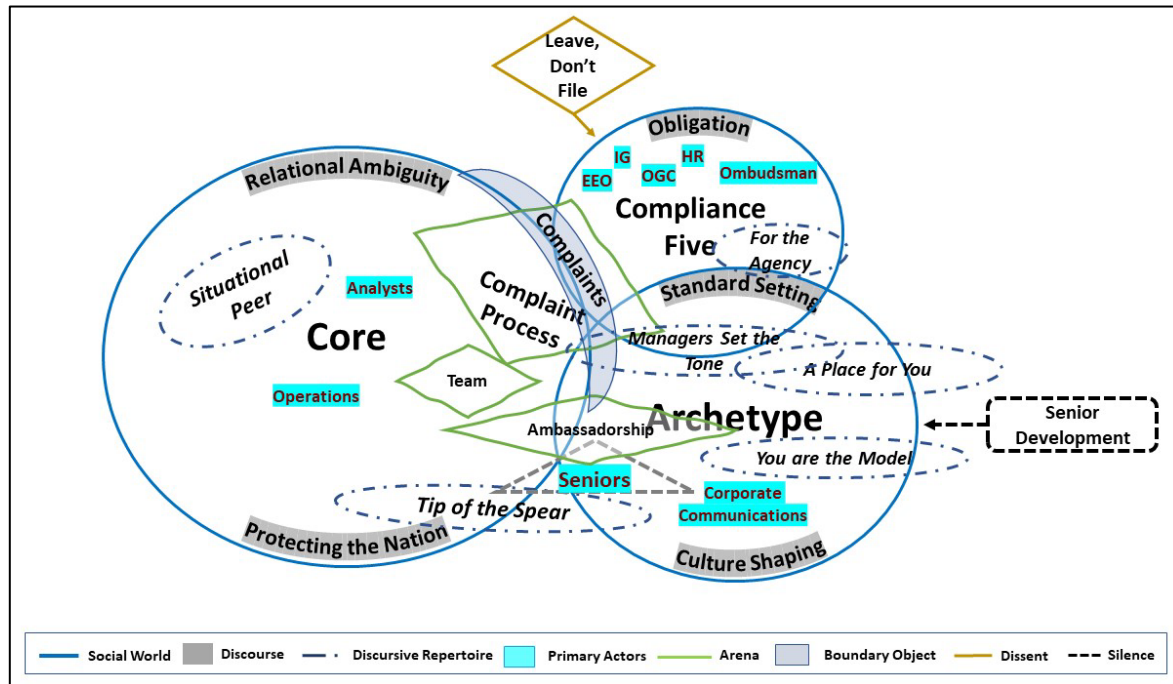 Leave,
Don't
File
Obligation
IG
HR
EEO
OGC
Ombudsman
Compliance
Five
For the
Agency
Relational Ambiguity
Complaints
Situational
Peer
Analysts
Complaint
Process
Core
Standard Setting
Managers Set the
Tone
A Place for You
Team
Operations
Archetype
Ambassadorship
Senior
Development
You are the Model
Seniors
Corporate
Communications
Tip of the Spear
Protecting the Nation
Culture Shaping
Social World
Discourse
Discursive Repertoire
Primary Actors
Arena
Boundary Object
Dissent
Silence